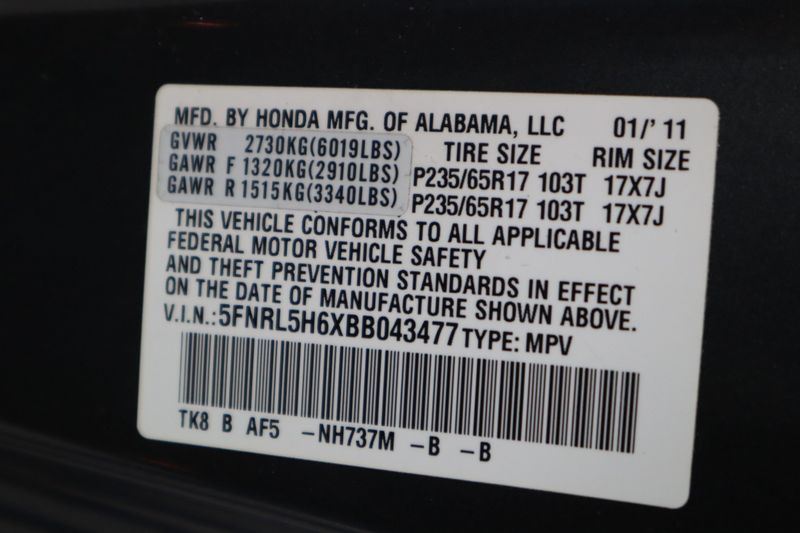 MFD. BY HONDA MFG. OF ALABAMA, LLC 01/'11
GVWR 2730KG(6019LBS) TIRE SIZE RIM SIZE
GAWR F 1320KG(2910LBS) P235/65R17 103T 17X7J
GAWR R 1515KG(3340LBS) P235/65R17 103T 17X7J
THIS VEHICLE CONFORMS TO ALL APPLICABLE
FEDERAL MOTOR VEHICLE SAFETY
AND THEFT PREVENTION STANDARDS IN EFFECT
ON THE DATE OF MANUFACTURE SHOWN ABOVE.
V.I.N.:5FNRL5H6XBB043477 TYPE: MPV
TK8 B AF5 -NH737M -B -B